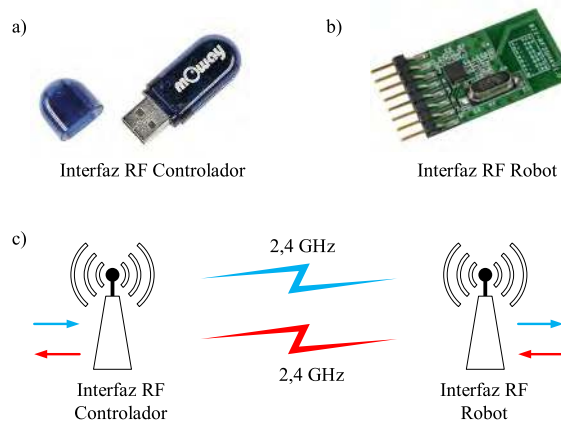 a)
mOway
Interfaz RF Controlador
b)
Interfaz RF Robot
c)
2,4 GHz
2,4 GHz
Interfaz RF
Controlador
Interfaz RF
Robot